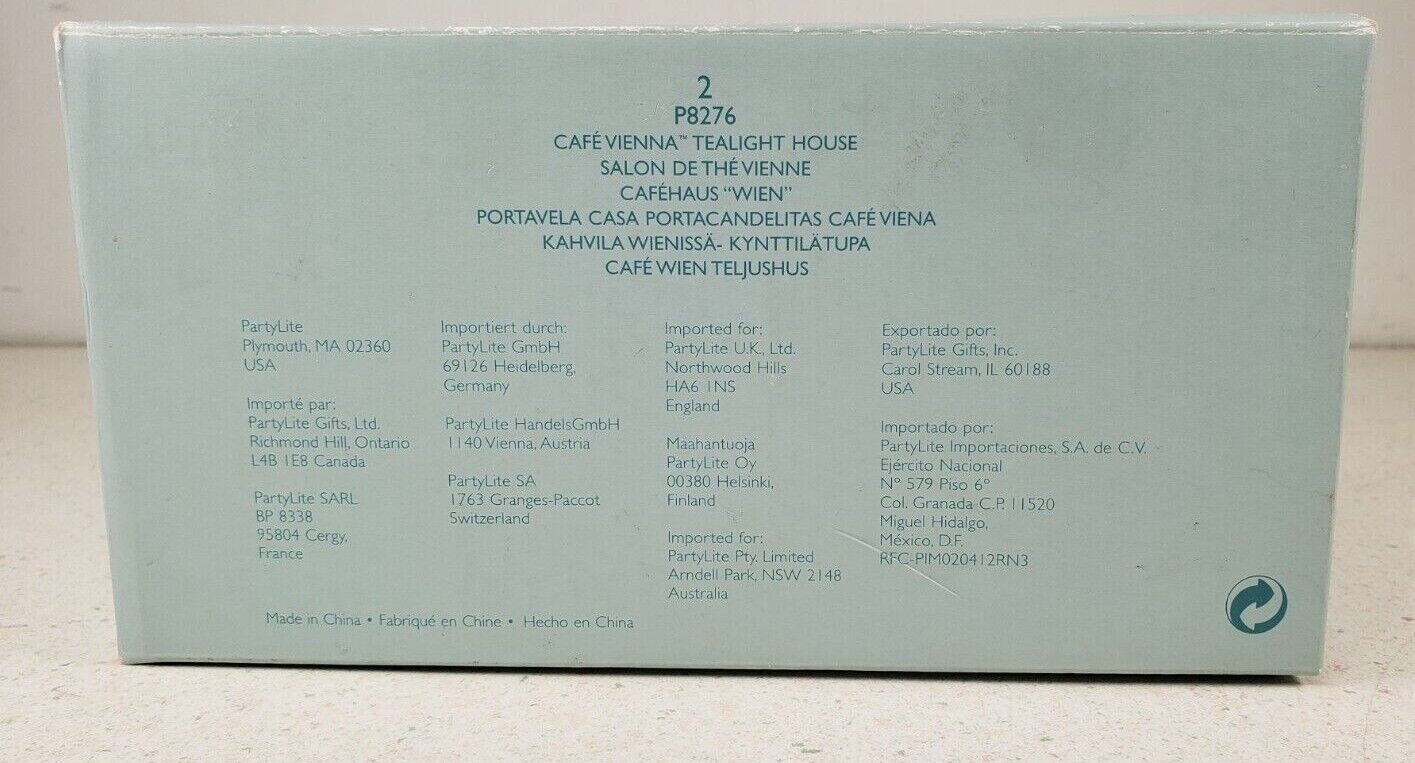 2
P8276
CAFÉ VIENNA™ TEALIGHT HOUSE
SALON DE THÉ VIENNE
CAFÉHAUS “WIEN”
PORTAVELA CASA PORTACANDELITAS CAFÉ VIENA
KAHVILA WIENISSÄ- KYNTTILÄTUPA
CAFÉ WIEN TELJUSHUS
PartyLite
Plymouth, MA 02360
USA
Importé par:
PartyLite Gifts, Ltd.
Richmond Hill, Ontario
L4B 1E8 Canada
PartyLite SARL
BP 8338
95804 Cergy,
France
Importiert durch:
PartyLite GmbH
69126 Heidelberg,
Germany
PartyLite HandelsGmbH
1140 Vienna, Austria
PartyLite SA
1763 Granges-Paccot
Switzerland
Imported for:
PartyLite U.K., Ltd.
Northwood Hills
HA6 1NS
England
Maahantuoja
PartyLite Oy
00380 Helsinki,
Finland
Imported for:
PartyLite Pty. Limited
Arndell Park, NSW 2148
Australia
Exportado por:
PartyLite Gifts, Inc.
Carol Stream, IL 60188
USA
Importado por:
PartyLite Importaciones, S.A. de C.V.
Ejército Nacional
Nº 579 Piso 6º
Col. Granada C.P. 11520
Miguel Hidalgo,
México, D.F.
RFC-PIM020412RN3
Made in China • Fabriqué en Chine • Hecho en China